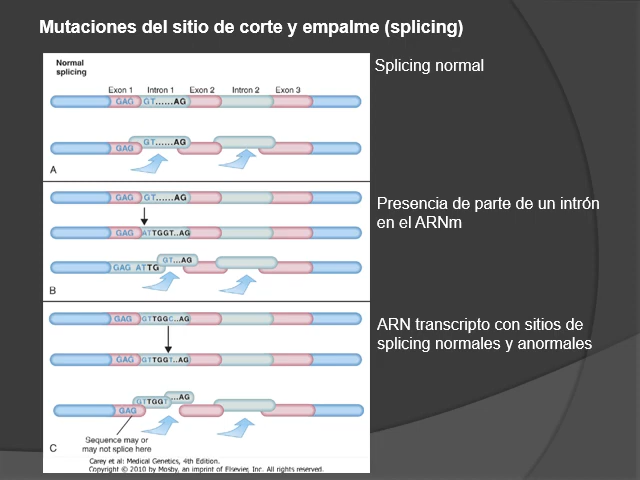 Mutaciones del sitio de corte y empalme (splicing)
Normal
splicing
Splicing normal
Exon 1 Intron 1 Exon 2 Intron 2 Exon 3
GAG GT......AG
GT......AG
GAG
A
GAG GT......AG
Presencia de parte de un intrón
en el ARNm
GAG ATTGGT..AG
GT...AG
GAG ATTG
B
GAG GTTGGC..AG
ARN transcripto con sitios de
splicing normales y anormales
GAG GTTGGT..AG
GTTGGT...AG
GAG
Sequence may or
may not splice here
C
Carey et al: Medical Genetics, 4th Edition.
Copyright © 2010 by Mosby, an imprint of Elsevier, Inc. All rights reserved.